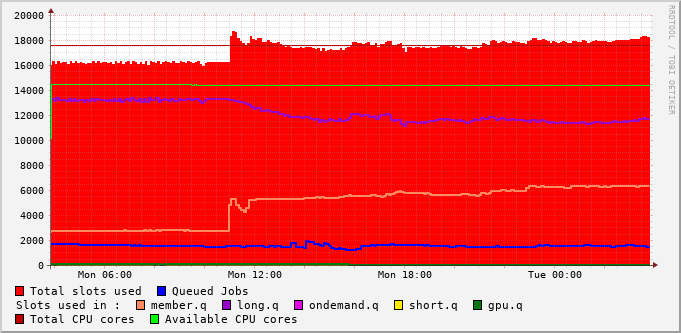 20000
18000
16000
14000
12000
10000
8000
6000
4000
2000
0
Mon 06:00 Mon 12:00 Mon 18:00 Tue 00:00
RRDTOOL / TOBI OETIKER
Total slots used Queued Jobs
Slots used in : member.q long.q ondemand.q short.q gpu.q
Total CPU cores Available CPU cores